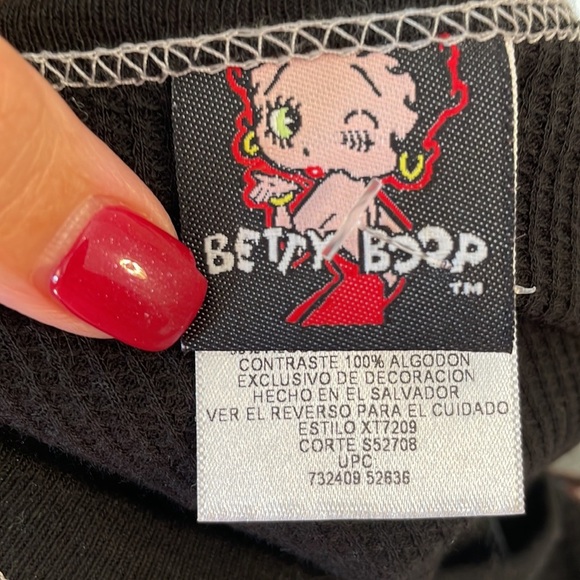 BETTY BOOP
TM
CONTRASTE 100% ALGODON
EXCLUSIVO DE DECORACION
HECHO EN EL SALVADOR
VER EL REVERSO PARA EL CUIDADO
ESTILO XT7209
CORTE S52708
UPC
732409 52636